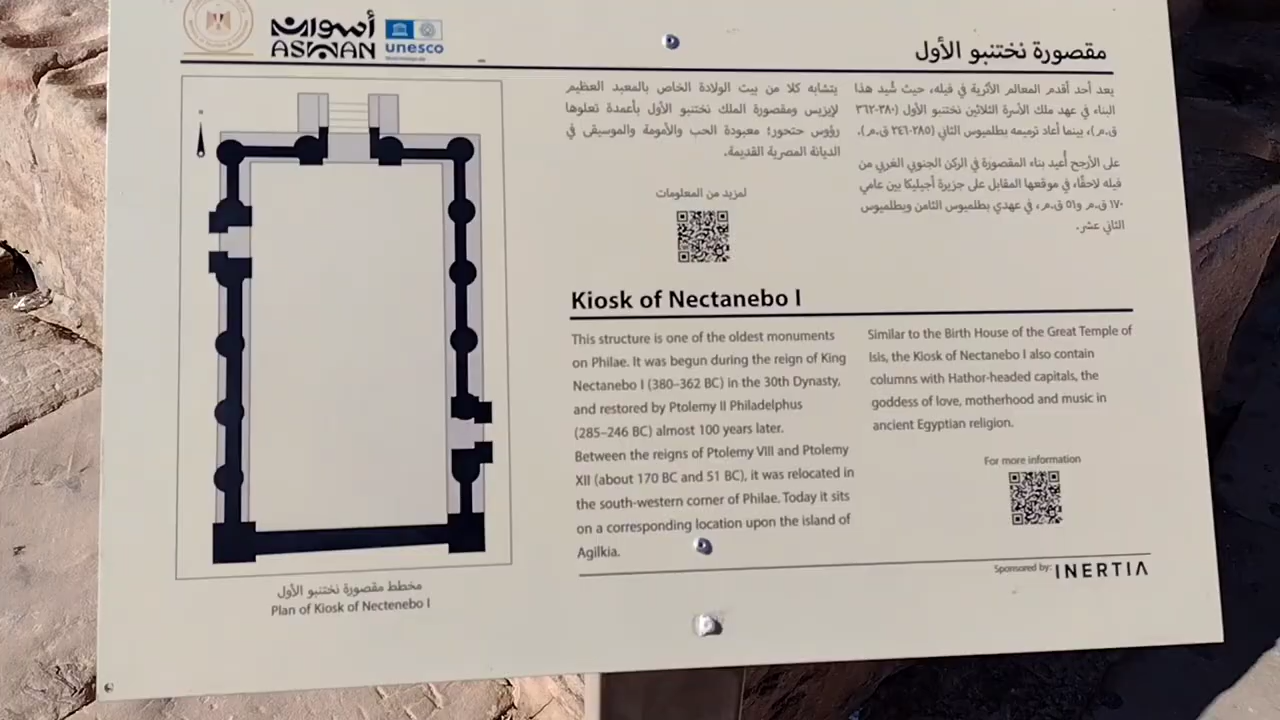 أسوان
ASWAN
unesco
مقصورة نختنبو الأول
يعد أحد أقدم المعالم الأثرية في فيله، حيث شُيد هذا
البناء في عهد ملك الأسرة الثلاثين نختنبو الأول (٣٨٠-٣٦٢
ق.م)، بينما أعاد ترميمه بطلميوس الثاني (٢٨٥-٢٤٦ ق.م).
على الأرجح أُعيد بناء المقصورة في الركن الجنوبي الغربي من
فيله لاحقًا، في موقعها المقابل على جزيرة أجيليكا بين عامي
١٧٠ ق.م و٥١ ق.م، في عهدي بطلميوس الثامن وبطلميوس
الثاني عشر.
يتشابه كلا من بيت الولادة الخاص بالمعبد العظيم
لإيزيس ومقصورة الملك نختنبو الأول بأعمدة تعلوها
رؤوس حتحور؛ معبودة الحب والأمومة والموسيقى في
الديانة المصرية القديمة.
لمزيد من المعلومات
Kiosk of Nectanebo I
This structure is one of the oldest monuments
on Philae. It was begun during the reign of King
Nectanebo I (380–362 BC) in the 30th Dynasty,
and restored by Ptolemy II Philadelphus
(285–246 BC) almost 100 years later.
Between the reigns of Ptolemy VIII and Ptolemy
XII (about 170 BC and 51 BC), it was relocated in
the south-western corner of Philae. Today it sits
on a corresponding location upon the island of
Agilkia.
Similar to the Birth House of the Great Temple of
Isis, the Kiosk of Nectanebo I also contain
columns with Hathor-headed capitals, the
goddess of love, motherhood and music in
ancient Egyptian religion.
For more information
Sponsored by: INERTIA
مخطط مقصورة نختنبو الأول
Plan of Kiosk of Nectenebo I